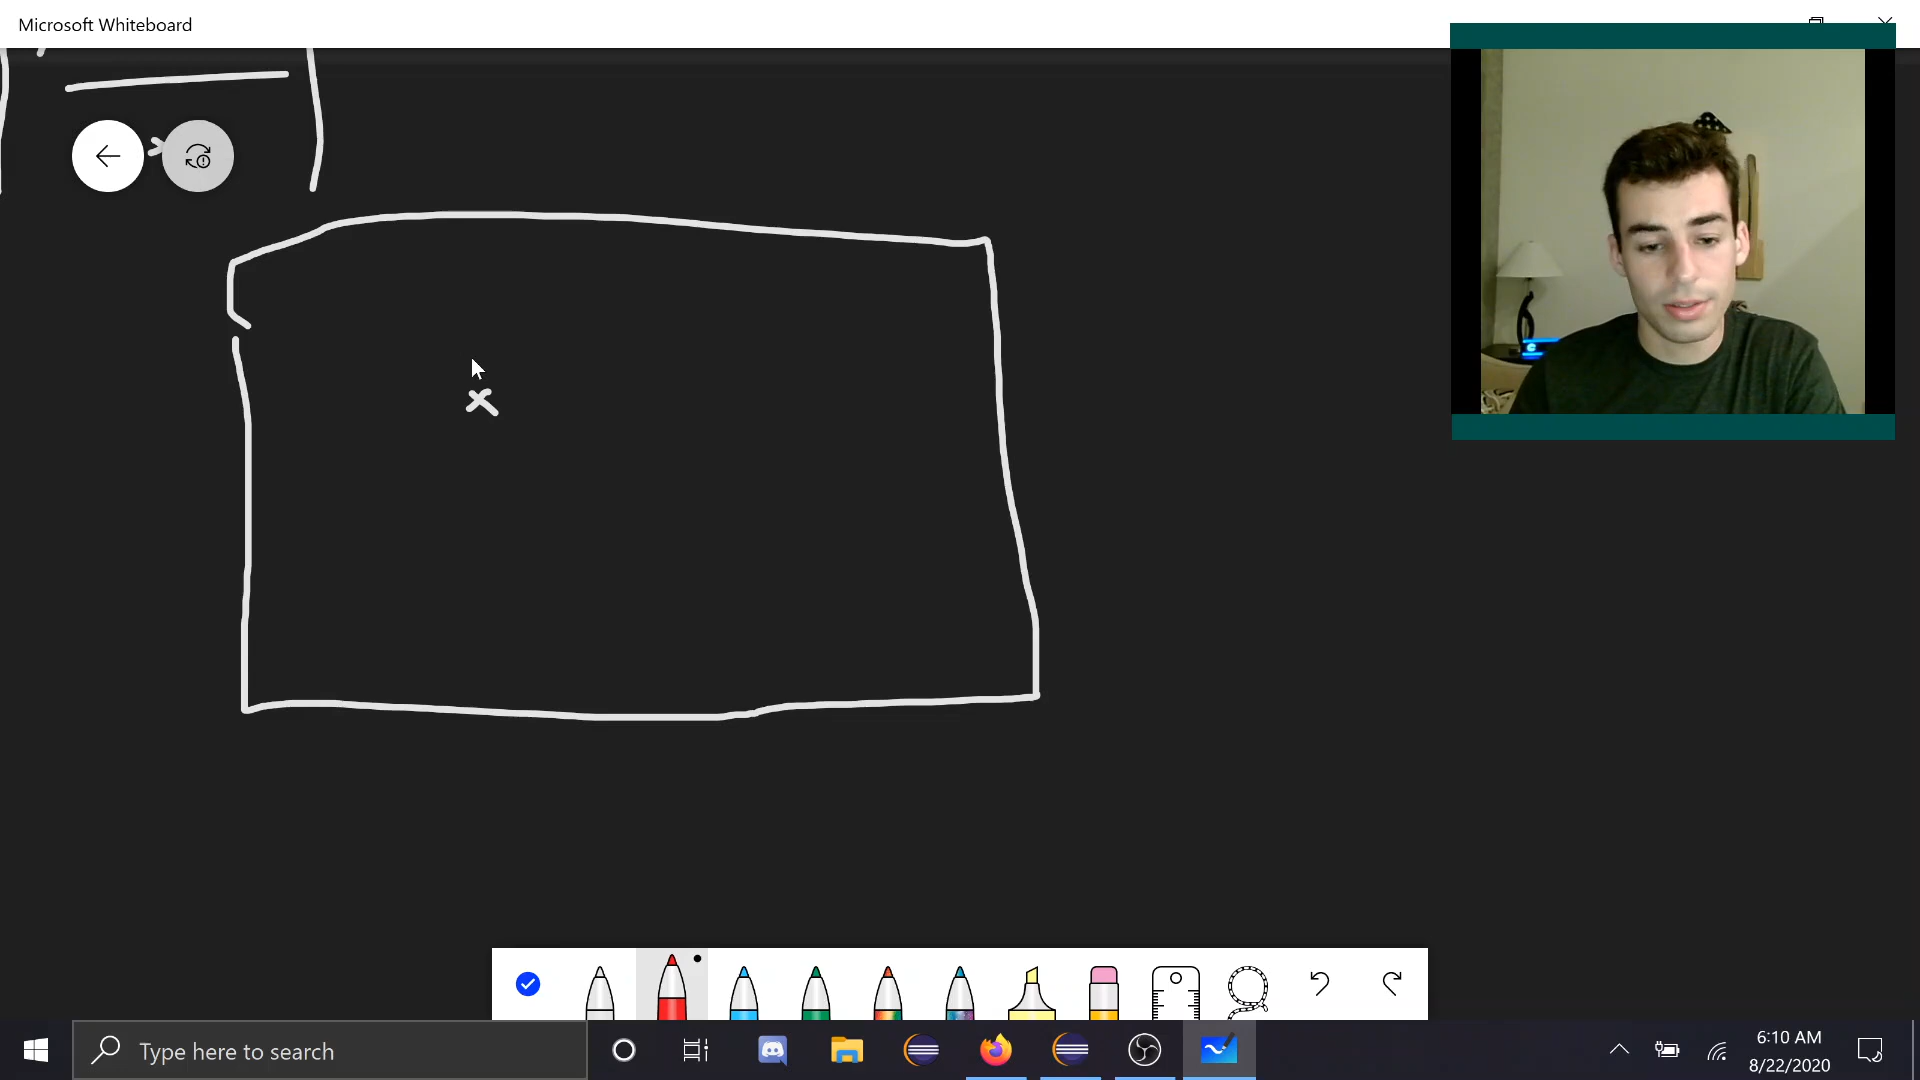 Microsoft Whiteboard
x
Type here to search
6:10 AM
8/22/2020